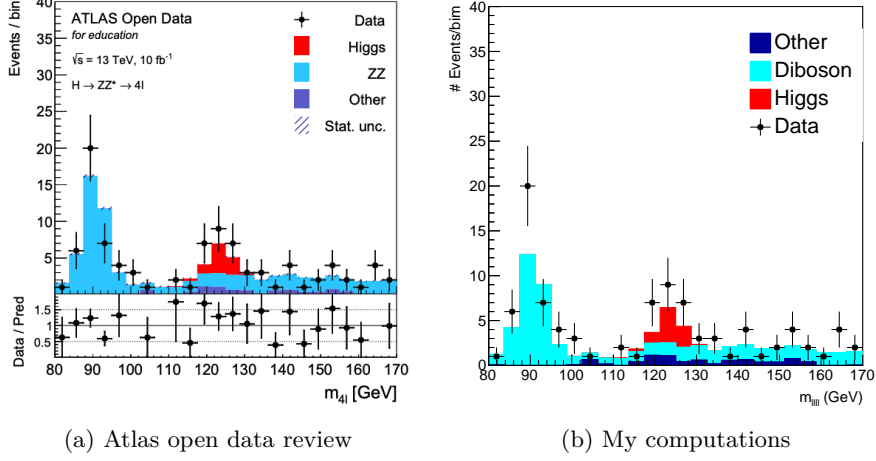 ATLAS Open Data
for education
√s = 13 TeV, 10 fb-1
H → ZZ* → 4l
Data
Higgs
ZZ
Other
Stat. unc.
Events / bin
40
35
30
25
20
15
10
5
Data / Pred
1.5
1
0.5
80 90 100 110 120 130 140 150 160 170
m4l [GeV]
(a) Atlas open data review
Other
Diboson
Higgs
Data
# Events/bim
40
35
30
25
20
15
10
5
0
80 90 100 110 120 130 140 150 160 170
mllll (GeV)
(b) My computations